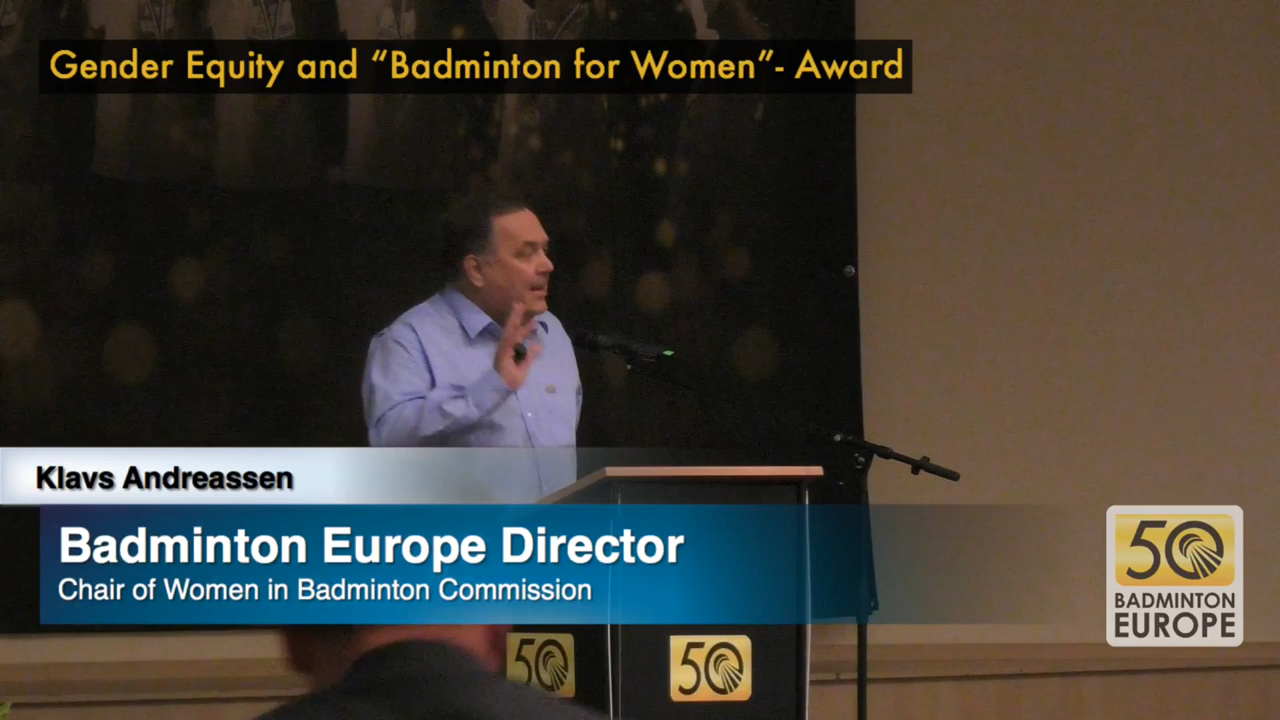 Gender Equity and “Badminton for Women”- Award
Klavs Andreassen
Badminton Europe Director
Chair of Women in Badminton Commission
50
BADMINTON
EUROPE
50
50